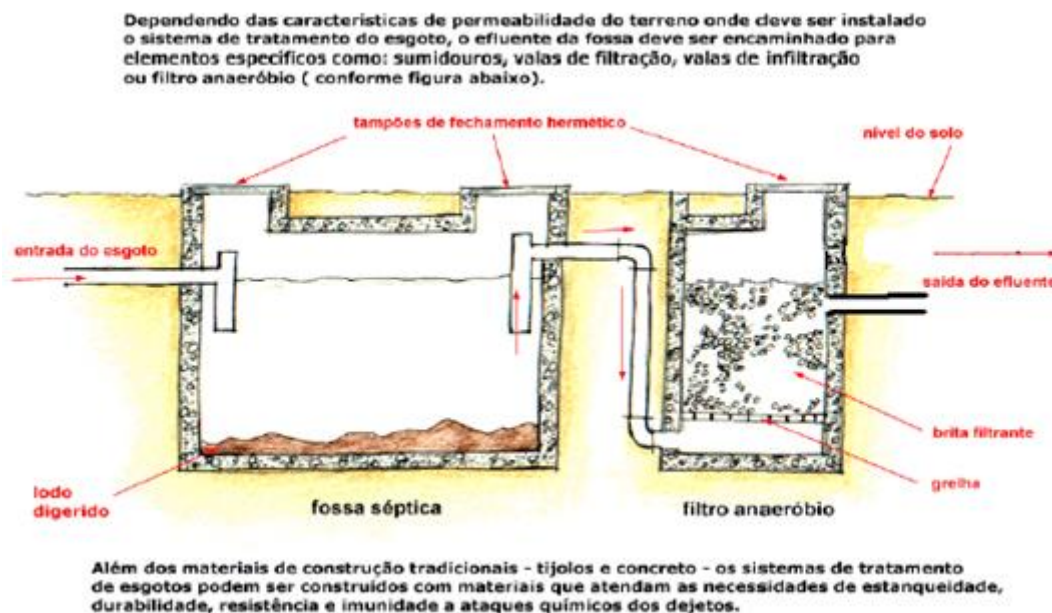 Dependendo das características de permeabilidade do terreno onde deve ser instalado
o sistema de tratamento do esgoto, o efluente da fossa deve ser encaminhado para
elementos específicos como: sumidouros, valas de filtração, valas de infiltração
ou filtro anaeróbio ( conforme figura abaixo).
tampões de fechamento hermético
nível do solo
entrada do esgoto
saída do efluente
brita filtrante
grelha
lodo
digerido
fossa séptica
filtro anaeróbio
Além dos materiais de construção tradicionais - tijolos e concreto - os sistemas de tratamento
de esgotos podem ser construídos com materiais que atendam as necessidades de estanqueidade,
durabilidade, resistência e imunidade a ataques químicos dos dejetos.